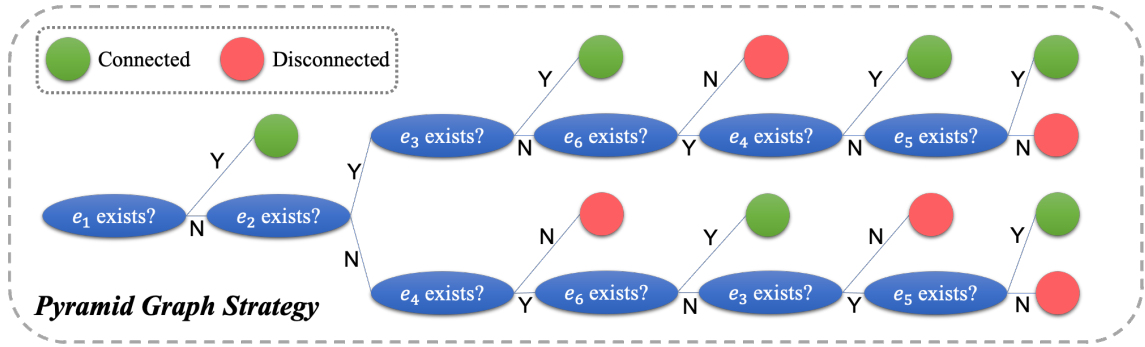 Connected Disconnected
Y N Y Y
e₃ exists? N e₆ exists? Y e₄ exists? N e₅ exists? N
Y Y
e₁ exists? N e₂ exists?
N N Y N Y
e₄ exists? Y e₆ exists? N e₃ exists? Y e₅ exists? N
Pyramid Graph Strategy